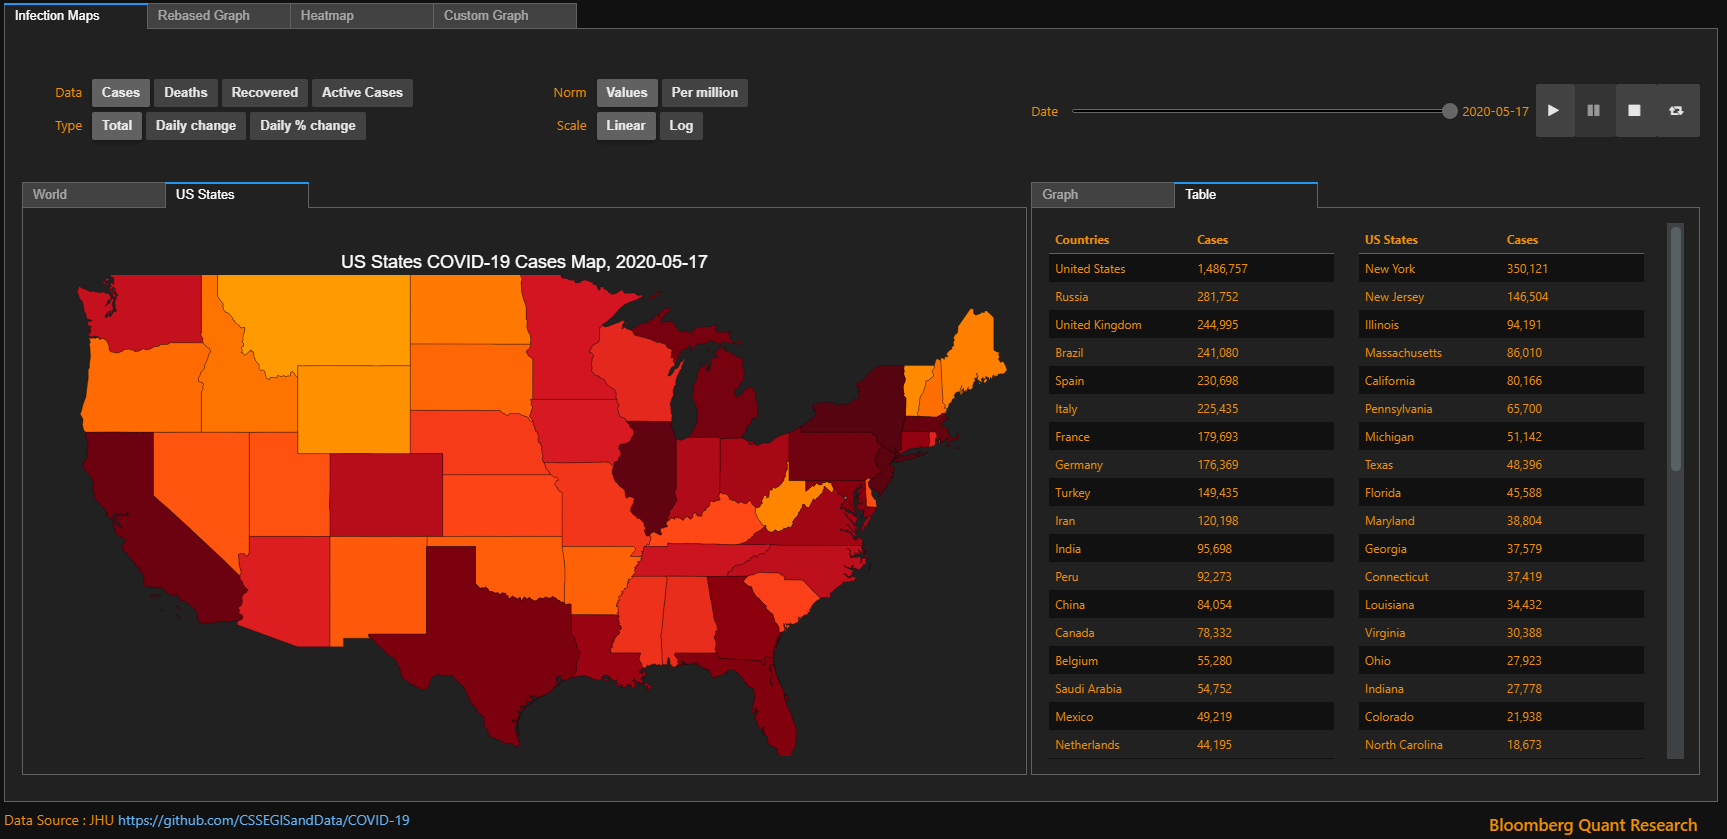 Infection Maps Rebased Graph Heatmap Custom Graph
Data Cases Deaths Recovered Active Cases Norm Values Per million
Date 2020-05-17
Type Total Daily change Daily % change Scale Linear Log
World US States Graph Table
US States COVID-19 Cases Map, 2020-05-17
Countries Cases US States Cases
United States 1,486,757 New York 350,121
Russia 281,752 New Jersey 146,504
United Kingdom 244,995 Illinois 94,191
Brazil 241,080 Massachusetts 86,010
Spain 230,698 California 80,166
Italy 225,435 Pennsylvania 65,700
France 179,693 Michigan 51,142
Germany 176,369 Texas 48,396
Turkey 149,435 Florida 45,588
Iran 120,198 Maryland 38,804
India 95,698 Georgia 37,579
Peru 92,273 Connecticut 37,419
China 84,054 Louisiana 34,432
Canada 78,332 Virginia 30,388
Belgium 55,280 Ohio 27,923
Saudi Arabia 54,752 Indiana 27,778
Mexico 49,219 Colorado 21,938
Netherlands 44,195 North Carolina 18,673
Data Source : JHU https://github.com/CSSEGISandData/COVID-19
Bloomberg Quant Research